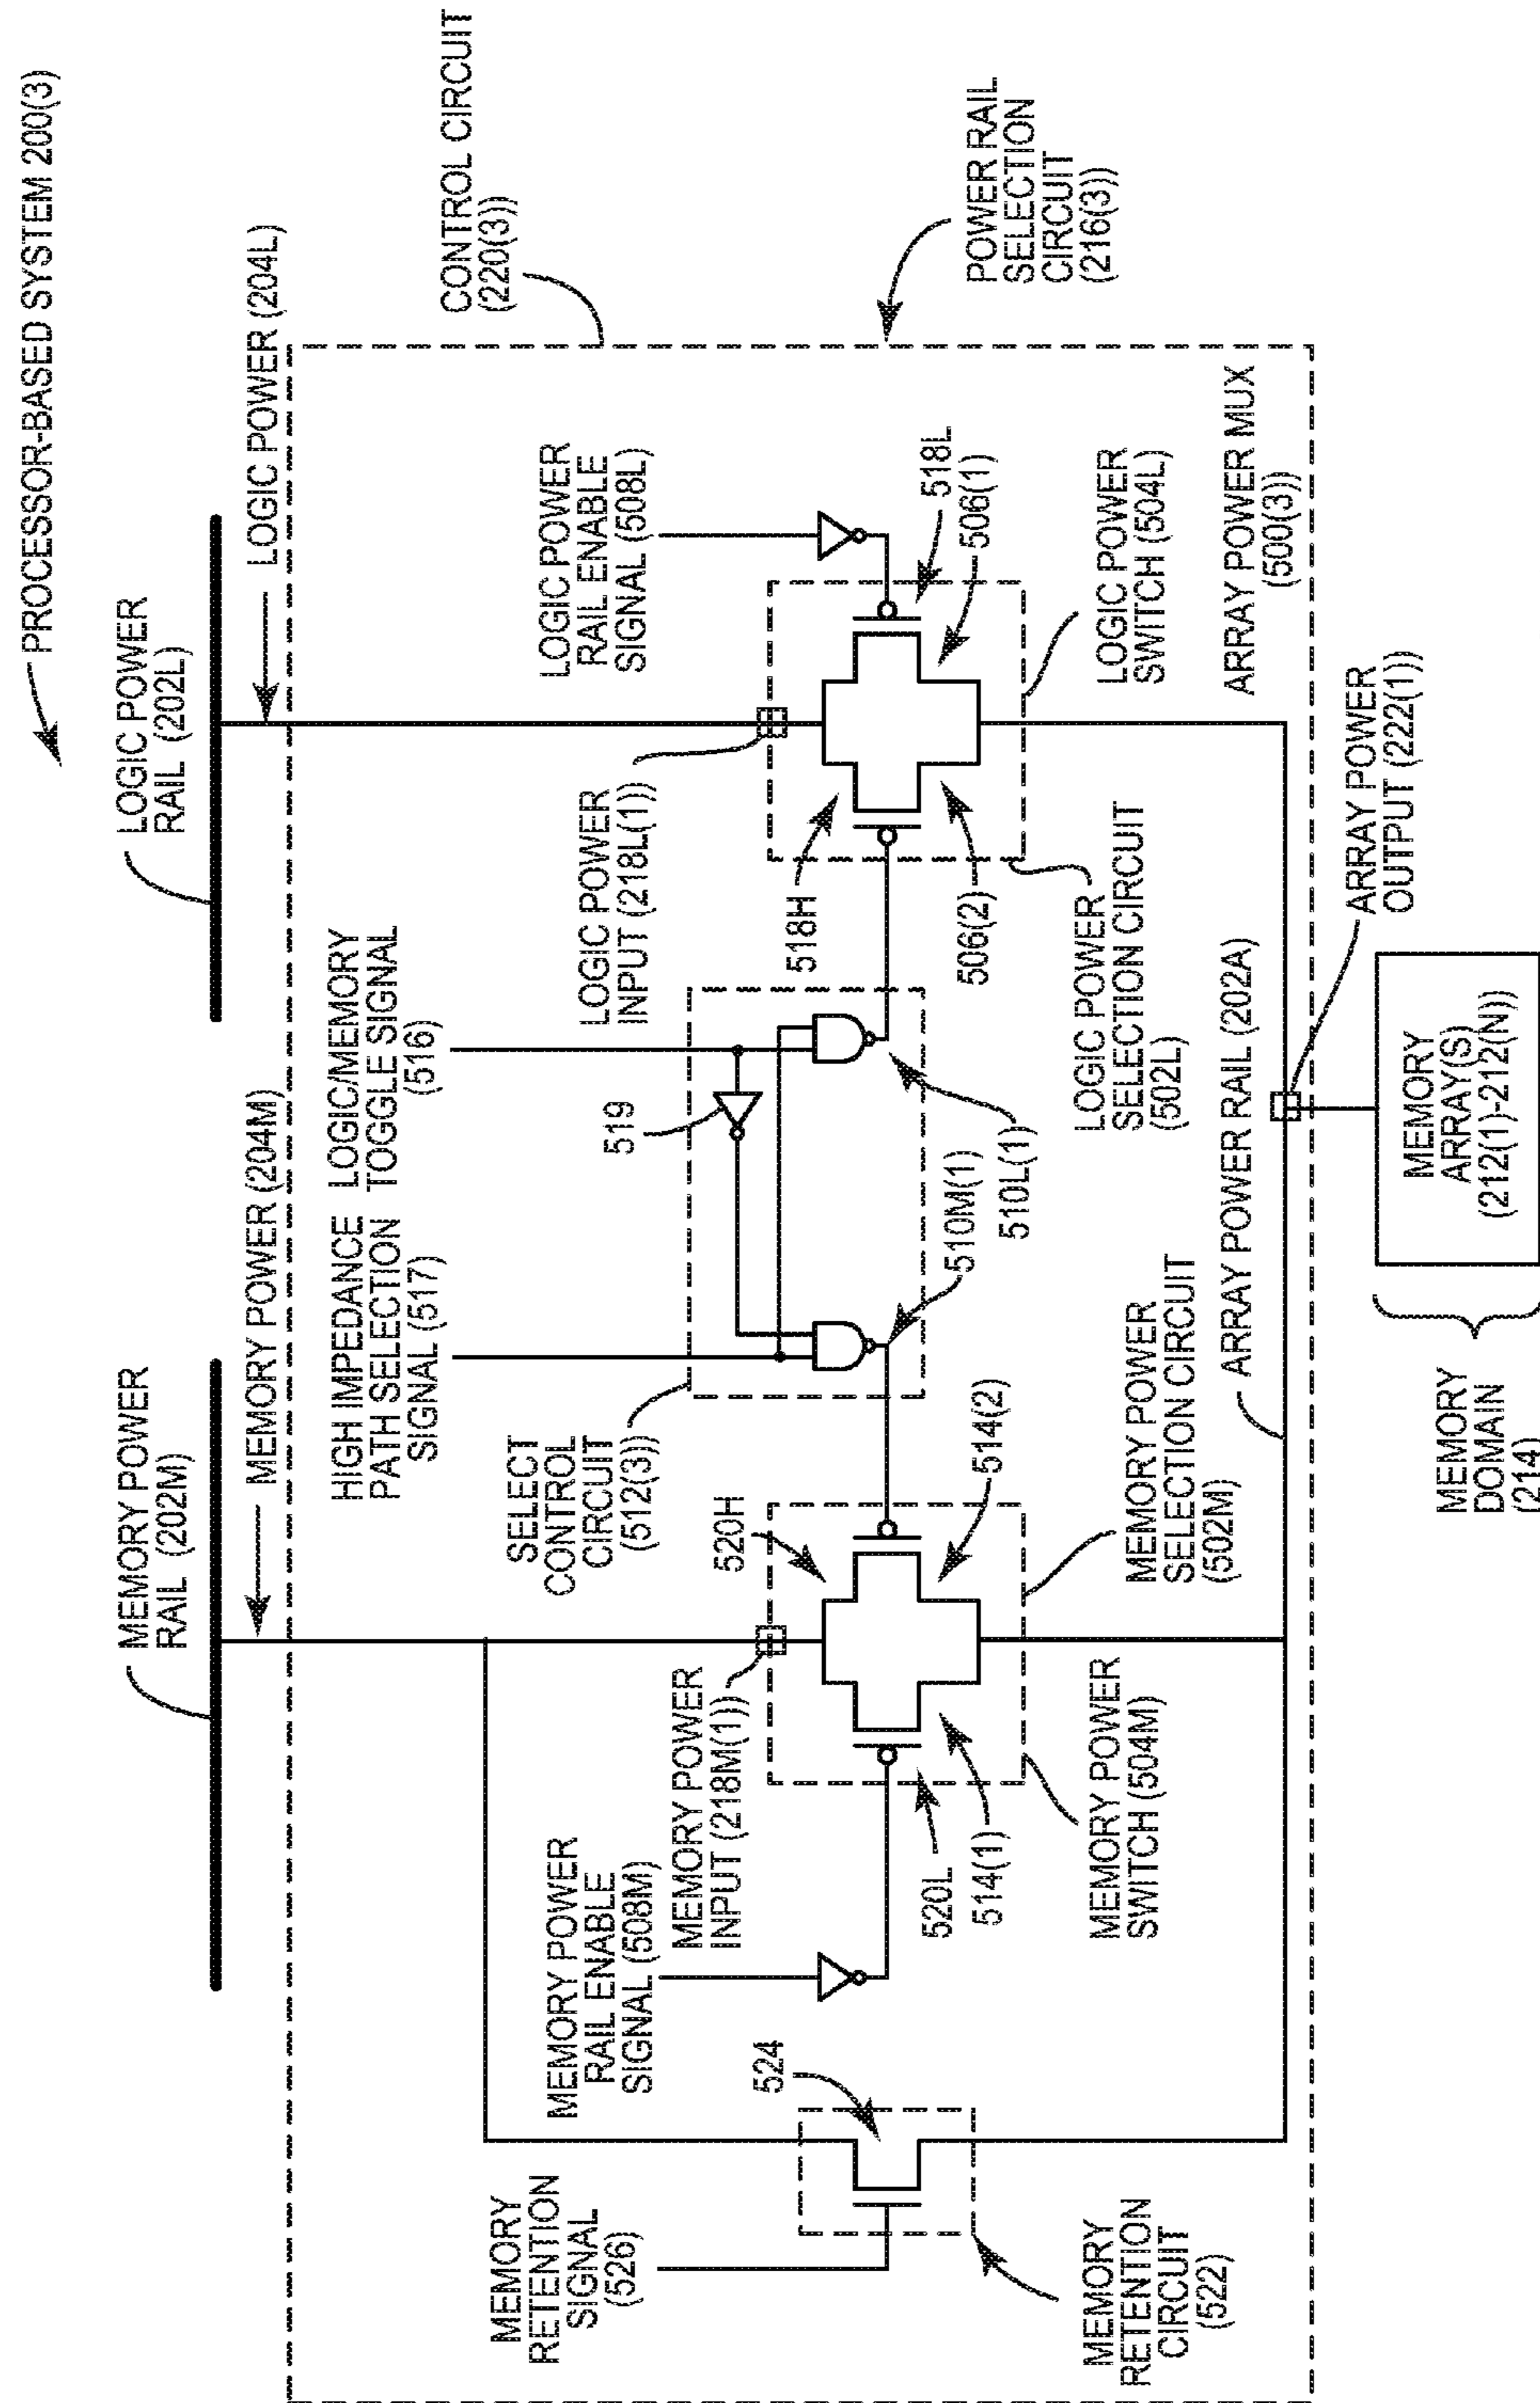 PROCESSOR-BASED SYSTEM 200(3)
MEMORY POWER
RAIL (202M)
LOGIC POWER
RAIL (202L)
MEMORY POWER (204M)
LOGIC POWER (204L)
HIGH IMPEDANCE
PATH SELECTION
SIGNAL (517)
LOGIC/MEMORY
TOGGLE SIGNAL
(516)
CONTROL CIRCUIT
(220(3))
MEMORY
RETENTION
SIGNAL
(526)
MEMORY POWER
RAIL ENABLE
SIGNAL (508M)
SELECT
CONTROL
CIRCUIT
(512(3))
LOGIC POWER
RAIL ENABLE
SIGNAL (508L)
MEMORY POWER
INPUT (218M(1))
LOGIC POWER
INPUT (218L(1))
519
524
520H
518H
518L
506(1)
506(2)
POWER RAIL
SELECTION
CIRCUIT
(216(3))
520L
514(1)
514(2)
510M(1)
510L(1)
MEMORY
RETENTION
CIRCUIT
(522)
MEMORY POWER
SWITCH (504M)
MEMORY POWER
SELECTION CIRCUIT
(502M)
LOGIC POWER
SELECTION CIRCUIT
(502L)
LOGIC POWER
SWITCH (504L)
ARRAY POWER RAIL (202A)
ARRAY POWER MUX
(500(3))
ARRAY POWER
OUTPUT (222(1))
MEMORY
DOMAIN
(214)
MEMORY
ARRAY(S)
(212(1)-212(N))